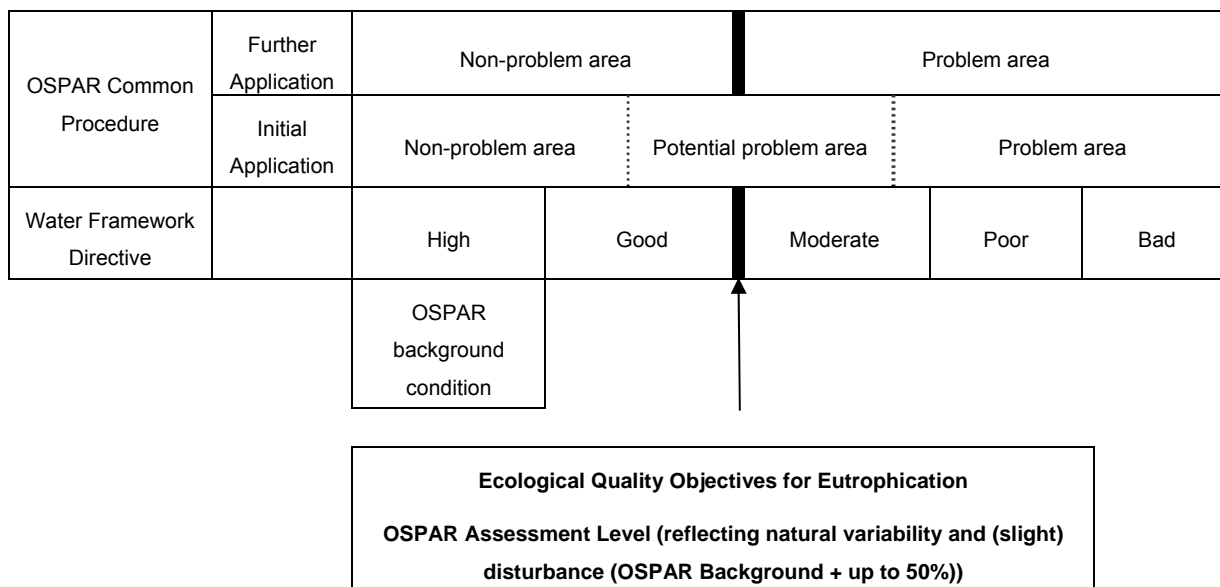 OSPAR Common
Procedure
Further
Application
Non-problem area
Problem area
Initial
Application
Non-problem area
Potential problem area
Problem area
Water Framework
Directive
High
Good
Moderate
Poor
Bad
OSPAR
background
condition
Ecological Quality Objectives for Eutrophication
OSPAR Assessment Level (reflecting natural variability and (slight)
disturbance (OSPAR Background + up to 50%))